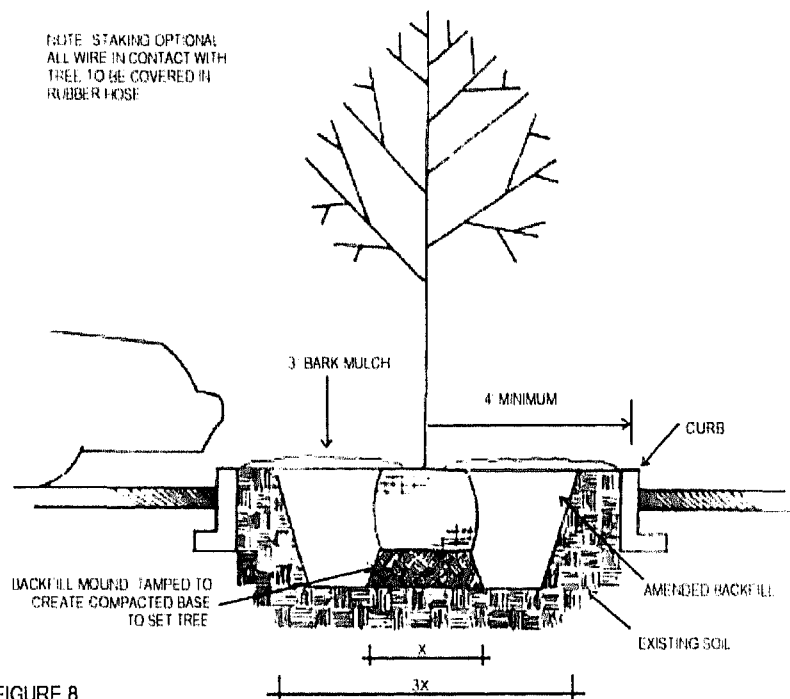 NOTE STAKING OPTIONAL
ALL WIRE IN CONTACT WITH
TREE TO BE COVERED IN
RUBBER HOSE
3' BARK MULCH
4' MINIMUM
CURB
BACKFILL MOUND TAMPED TO
CREATE COMPACTED BASE
TO SET TREE
AMENDED BACKFILL
EXISTING SOIL
X
3X
FIGURE 8